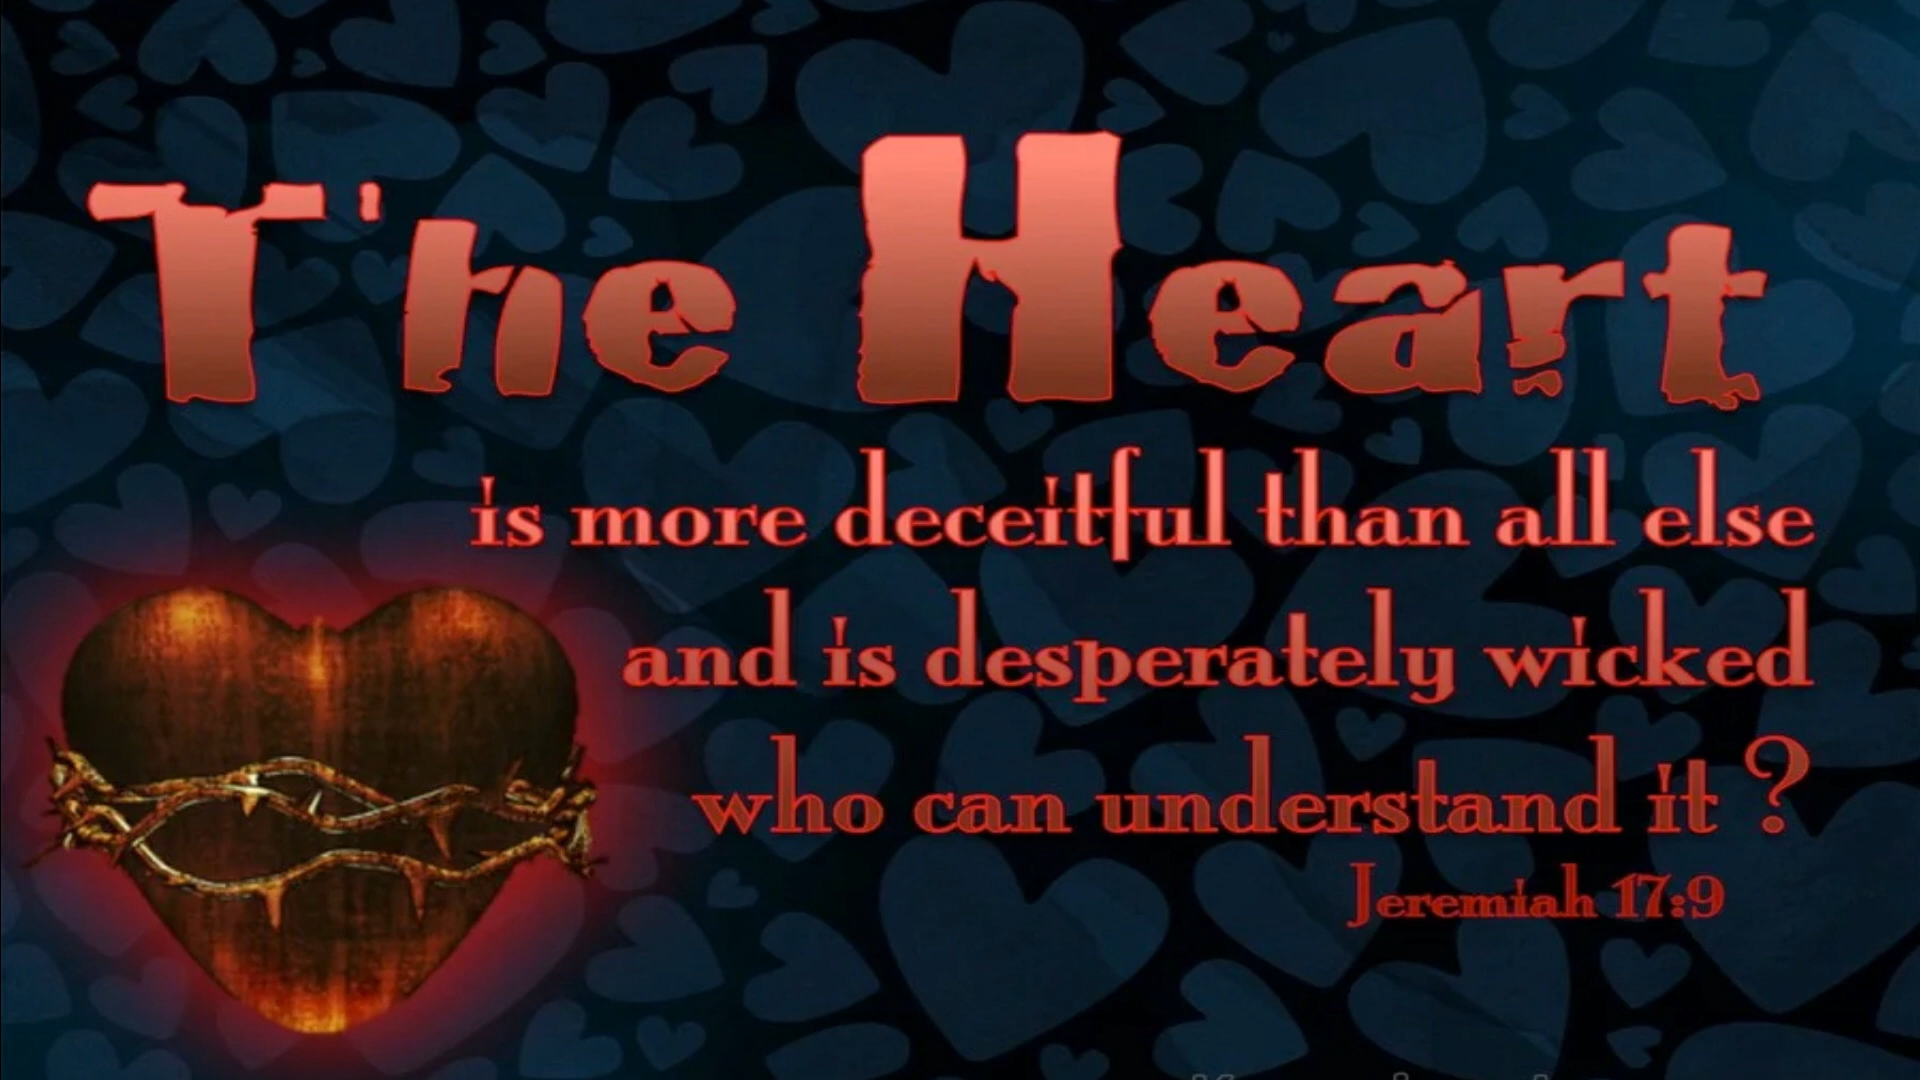 The Heart
is more deceitful than all else
and is desperately wicked
who can understand it ?
Jeremiah 17:9